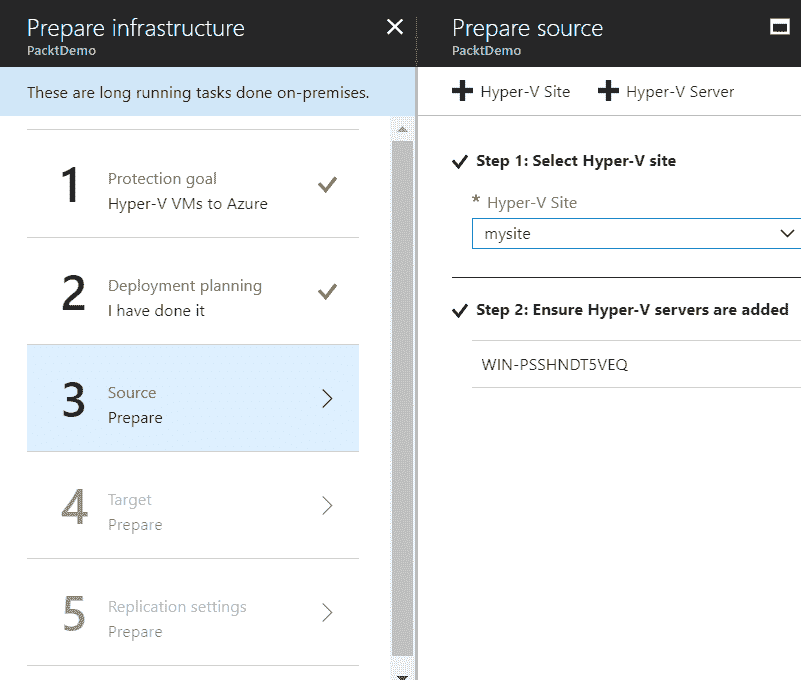 Prepare infrastructure
PacktDemo
These are long running tasks done on-premises.
1
Protection goal
Hyper-V VMs to Azure
2
Deployment planning
I have done it
3
Source
Prepare
4
Target
Prepare
5
Replication settings
Prepare
Prepare source
PacktDemo
Hyper-V Site
Hyper-V Server
Step 1: Select Hyper-V site
* Hyper-V Site
mysite
Step 2: Ensure Hyper-V servers are added
WIN-PSSHNDT5VEQ